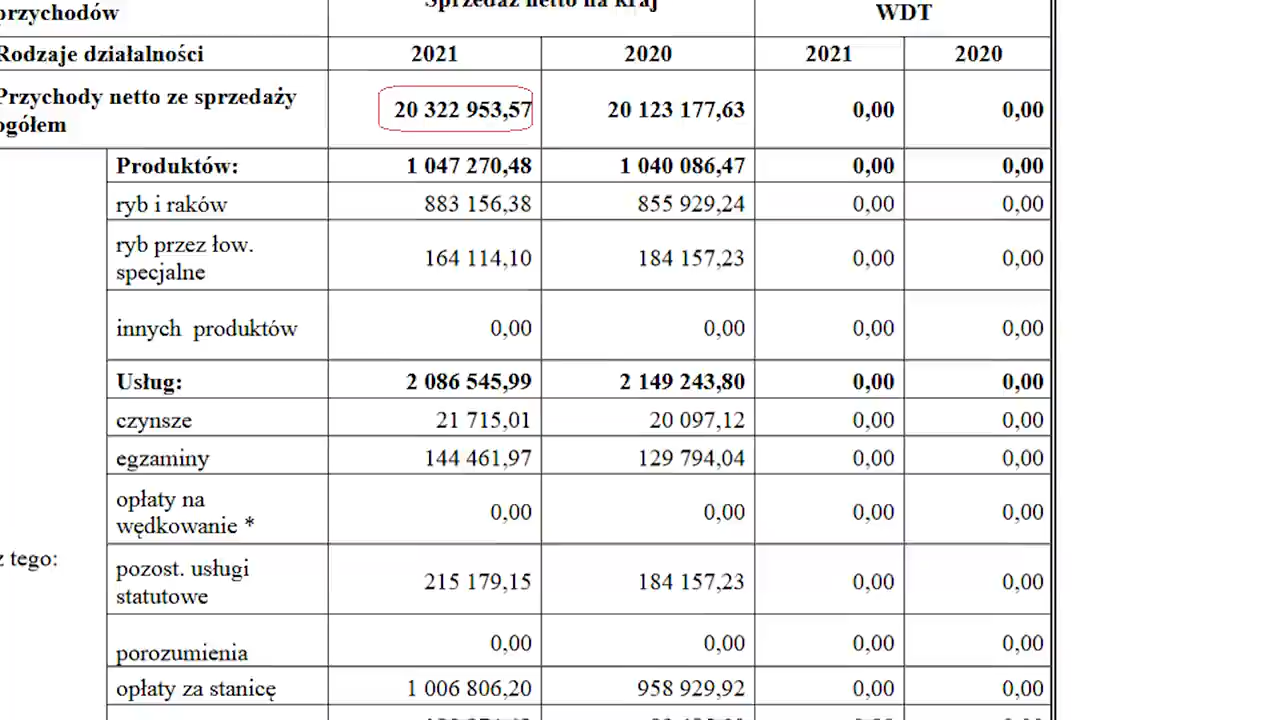 przychodów Sprzedaż netto na kraj WDT
Rodzaje działalności 2021 2020 2021 2020
Przychody netto ze sprzedaży
ogółem 20 322 953,57 20 123 177,63 0,00 0,00
Produktów: 1 047 270,48 1 040 086,47 0,00 0,00
ryb i raków 883 156,38 855 929,24 0,00 0,00
ryb przez łow.
specjalne 164 114,10 184 157,23 0,00 0,00
innych produktów 0,00 0,00 0,00 0,00
Usług: 2 086 545,99 2 149 243,80 0,00 0,00
czynsze 21 715,01 20 097,12 0,00 0,00
egzaminy 144 461,97 129 794,04 0,00 0,00
opłaty na
wędkowanie * 0,00 0,00 0,00 0,00
z tego:
pozost. usługi
statutowe 215 179,15 184 157,23 0,00 0,00
porozumienia 0,00 0,00 0,00 0,00
opłaty za stanicę 1 006 806,20 958 929,92 0,00 0,00